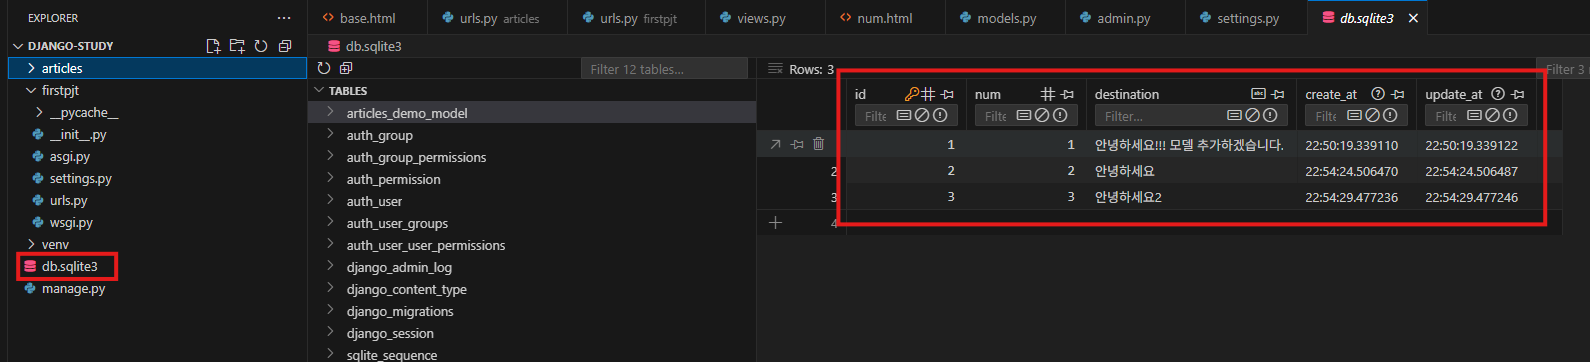 EXPLORER
DJANGO-STUDY
articles
firstpjt
__pycache__
__init__.py
asgi.py
settings.py
urls.py
wsgi.py
venv
db.sqlite3
manage.py
base.html urls.py articles urls.py firstpjt views.py num.html models.py admin.py settings.py db.sqlite3
db.sqlite3
Filter 12 tables...
TABLES
articles_demo_model
auth_group
auth_group_permissions
auth_permission
auth_user
auth_user_groups
auth_user_user_permissions
django_admin_log
django_content_type
django_migrations
django_session
sqlite_sequence
Rows: 3 Filter 3
id num destination create_at update_at
Filte Filte Filter... Filte Filte
1 1 안녕하세요!!! 모델 추가하겠습니다. 22:50:19.339110 22:50:19.339122
2 2 2 안녕하세요 22:54:24.506470 22:54:24.506487
3 3 3 안녕하세요2 22:54:29.477236 22:54:29.477246
4